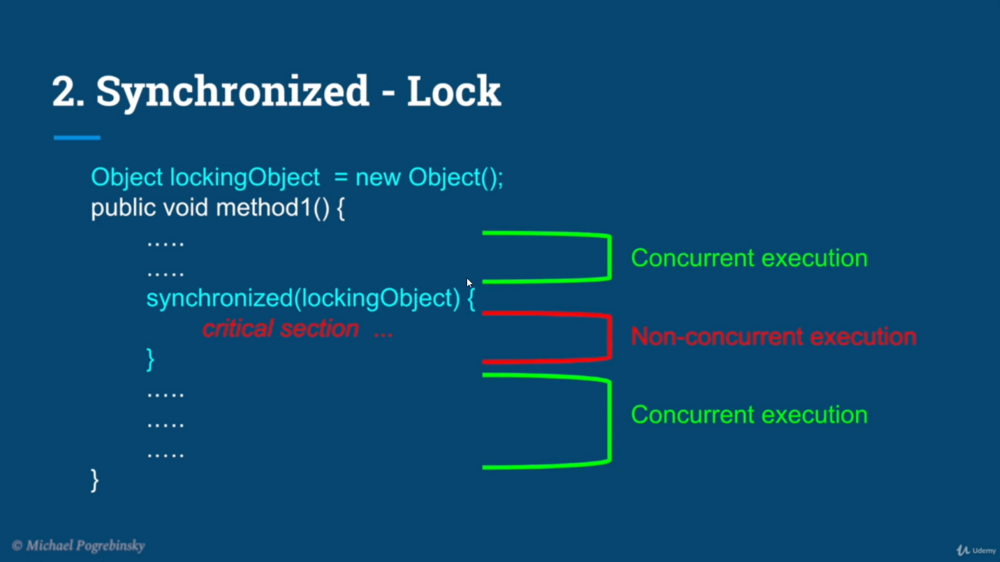 2. Synchronized - Lock
Object lockingObject  = new Object();
public void method1() {
.....
.....
Concurrent execution
synchronized(lockingObject) {
critical section  ...
Non-concurrent execution
}
.....
.....
Concurrent execution
.....
}
© Michael Pogrebinsky
Udemy